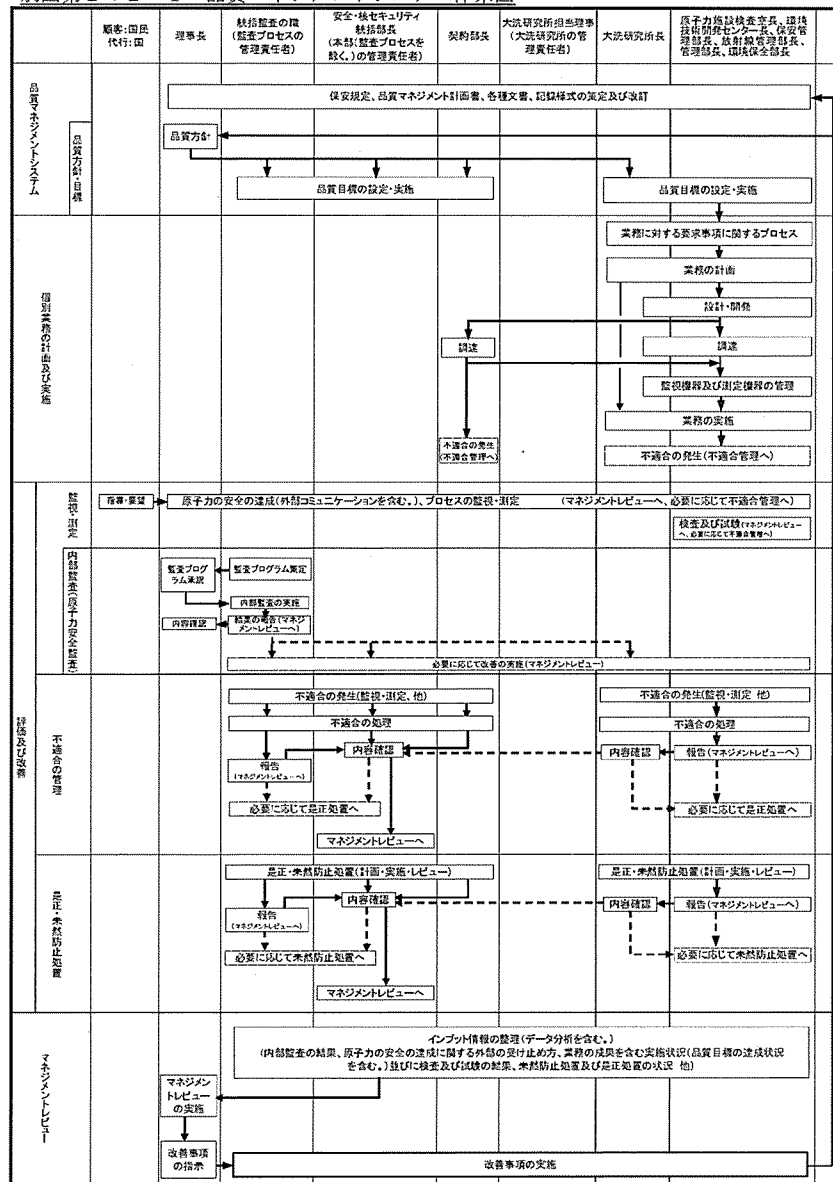 顧客:国民
代行:国
理事長
統括監査の職
(監査プロセスの
管理責任者)
安全・核セキュリティ
統括部長
(本部(監査プロセスを
除く。)の管理責任者)
契約部長
大洗研究所担当理事
(大洗研究所の管
理責任者)
大洗研究所長
原子力施設検査室長、環境
技術開発センター長、保安管
理部長、放射線管理部長、
管理部長、環境保全部長
品質マネジメントシステム
品質方針・目標
保安規定、品質マネジメント計画書、各種文書、記録様式の策定及び改訂
品質方針
品質目標の設定・実施
品質目標の設定・実施
個別業務の計画及び実施
業務に対する要求事項に関するプロセス
業務の計画
設計・開発
調達
調達
監視機器及び測定機器の管理
業務の実施
不適合の発生
(不適合管理へ)
不適合の発生(不適合管理へ)
評価及び改善
監視・測定
指導・要望
原子力の安全の達成(外部コミュニケーションを含む。)、プロセスの監視・測定 (マネジメントレビューへ、必要に応じて不適合管理へ)
検査及び試験(マネジメントレビュー
へ、必要に応じて不適合管理へ)
内部監査(原子力安全監査)
監査プログ
ラム承認
監査プログラム策定
内部監査の実施
内容確認
結果の報告(マネジ
メントレビューへ)
必要に応じて改善の実施(マネジメントレビュー)
不適合の管理
不適合の発生(監視・測定、他)
不適合の発生(監視・測定 他)
不適合の処理
不適合の処理
内容確認
報告
(マネジメントレビューへ)
内容確認
報告(マネジメントレビューへ)
必要に応じて是正処置へ
必要に応じて是正処置へ
マネジメントレビューへ
是正・未然防止処置
是正・未然防止処置(計画・実施・レビュー)
是正・未然防止処置(計画・実施・レビュー)
内容確認
報告
(マネジメントレビューへ)
内容確認
報告(マネジメントレビューへ)
必要に応じて未然防止処置へ
必要に応じて未然防止処置へ
マネジメントレビューへ
マネジメントレビュー
インプット情報の整理(データ分析を含む。)
(内部監査の結果、原子力の安全の達成に関する外部の受け止め方、業務の成果を含む実施状況(品質目標の達成状況
を含む。)並びに検査及び試験の結果、未然防止処置及び是正処置の状況 他)
マネジメン
トレビュー
の実施
改善事項
の指示
改善事項の実施